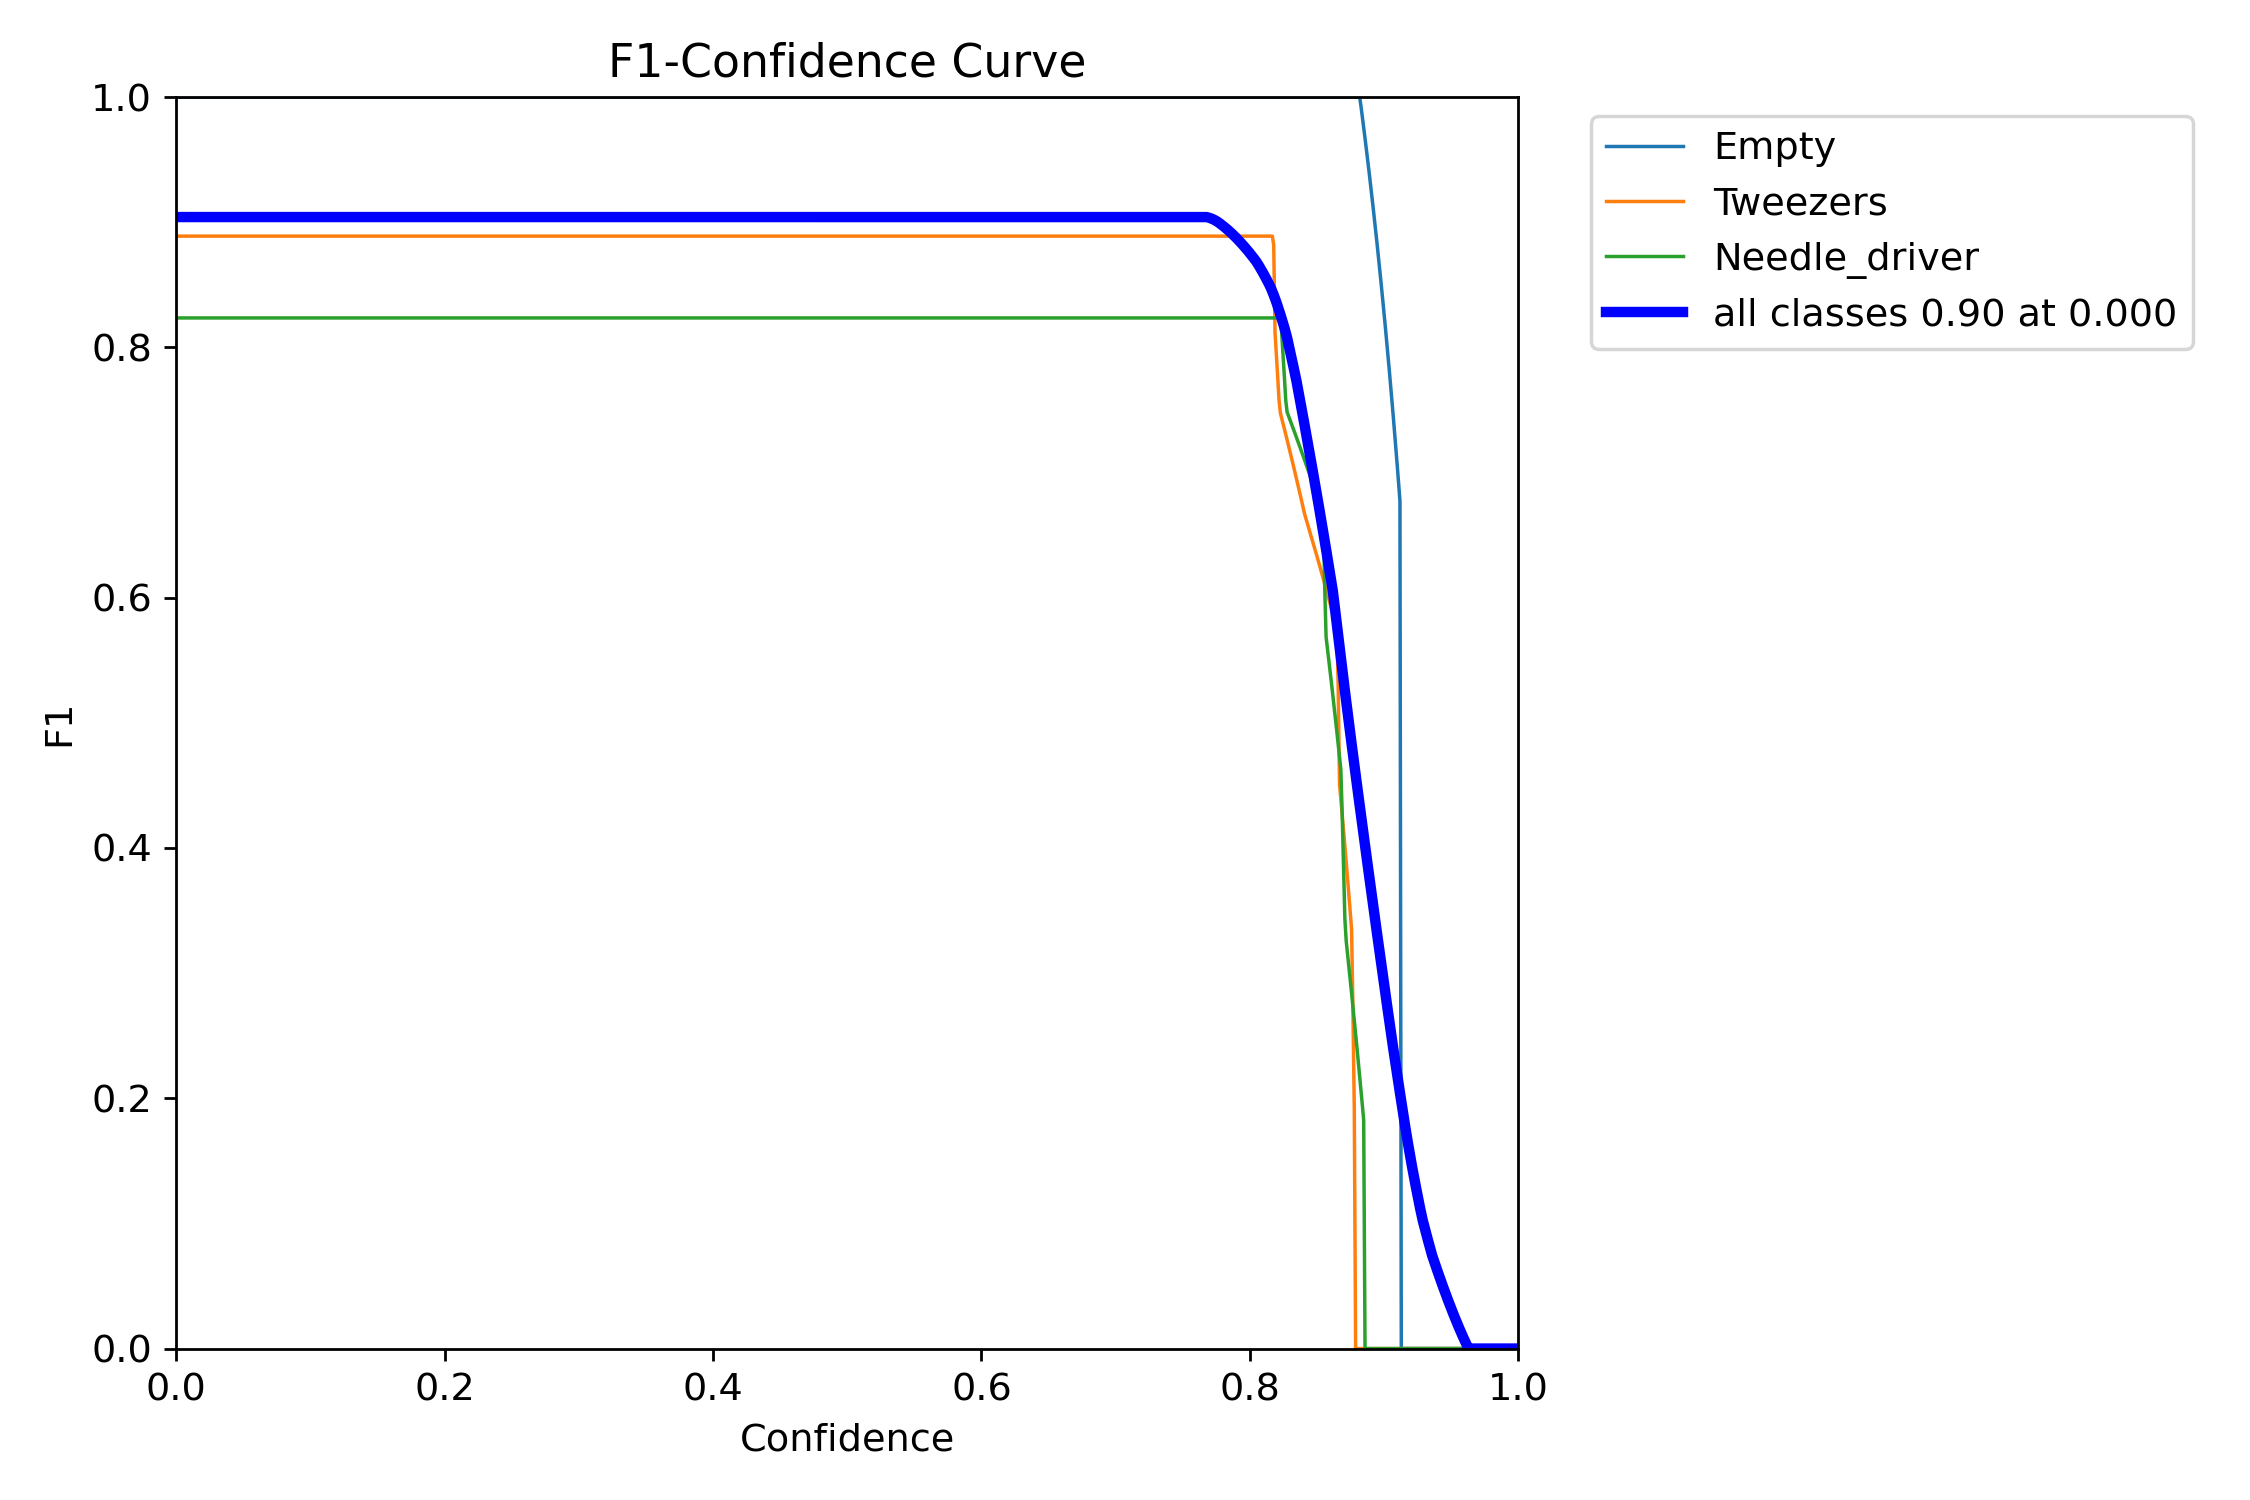 F1-Confidence Curve
1.0
0.8
0.6
0.4
0.2
0.0
F1
0.0 0.2 0.4 0.6 0.8 1.0
Confidence
Empty
Tweezers
Needle_driver
all classes 0.90 at 0.000